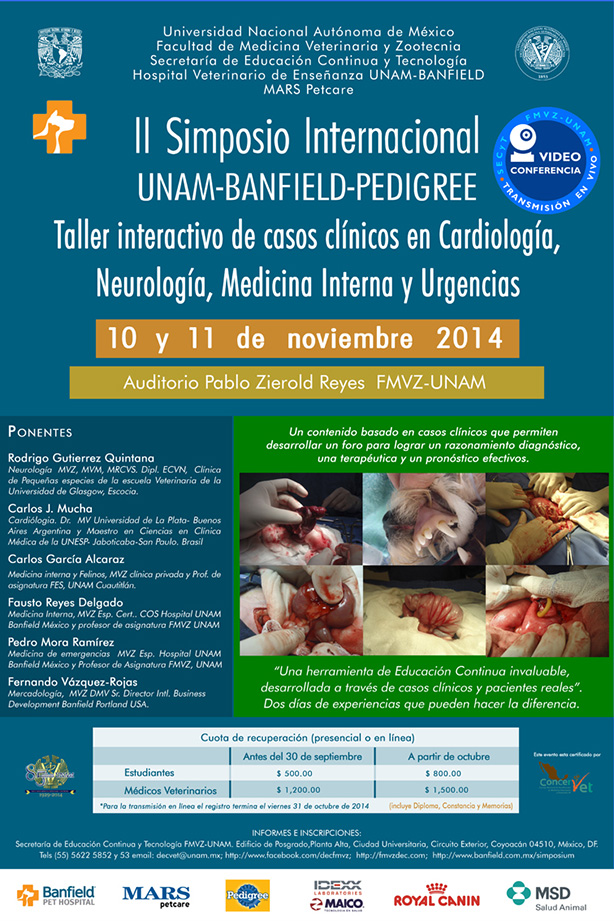 Universidad Nacional Autónoma de México
Facultad de Medicina Veterinaria y Zootecnia
Secretaría de Educación Continua y Tecnología
Hospital Veterinario de Enseñanza UNAM-BANFIELD
MARS Petcare
II Simposio Internacional
UNAM-BANFIELD-PEDIGREE
SECyT FMVZ-UNAM
VIDEO
CONFERENCIA
TRANSMISIÓN EN VIVO
Taller interactivo de casos clínicos en Cardiología,
Neurología, Medicina Interna y Urgencias
10 y 11 de noviembre 2014
Auditorio Pablo Zierold Reyes FMVZ-UNAM
PONENTES
Rodrigo Gutierrez Quintana
Neurología MVZ, MVM, MRCVS. Dipl. ECVN, Clínica
de Pequeñas especies de la escuela Veterinaria de la
Universidad de Glasgow, Escocia.
Carlos J. Mucha
Cardiólogia. Dr. MV Universidad de La Plata- Buenos
Aires Argentina y Maestro en Ciencias en Clínica
Médica de la UNESP- Jaboticaba-San Paulo. Brasil
Carlos García Alcaraz
Medicina interna y Felinos, MVZ clínica privada y Prof. de
asignatura FES, UNAM Cuautitlán.
Fausto Reyes Delgado
Medicina Interna, MVZ Esp. Cert.. COS Hospital UNAM
Banfield México y profesor de asignatura FMVZ UNAM
Pedro Mora Ramírez
Medicina de emergencias MVZ Esp. Hospital UNAM
Banfield México y Profesor de Asignatura FMVZ, UNAM
Fernando Vázquez-Rojas
Mercadología, MVZ DMV Sr. Director Intl. Business
Development Banfield Portland USA.
Un contenido basado en casos clínicos que permiten
desarrollar un foro para lograr un razonamiento diagnóstico,
una terapéutica y un pronóstico efectivos.
"Una herramienta de Educación Continua invaluable,
desarrollada a través de casos clínicos y pacientes reales".
Dos días de experiencias que pueden hacer la diferencia.
Cuota de recuperación (presencial o en línea)
Antes del 30 de septiembre A partir de octubre
Estudiantes $ 500.00 $ 800.00
Médicos Veterinarios $ 1,200.00 $ 1,500.00
*Para la transmisión en línea el registro termina el viernes 31 de octubre de 2014 (incluye Diploma, Constancia y Memorias)
Este evento esta certificado por
ConcerVet
INFORMES E INSCRIPCIONES:
Secretaría de Educación Continua y Tecnología FMVZ-UNAM. Edificio de Posgrado,Planta Alta, Ciudad Universitaria, Circuito Exterior, Coyoacán 04510, México, DF.
Tels (55) 5622 5852 y 53 email: decvet@unam.mx; http://www.facebook.com/decfmvz; http://fmvzdec.com; http://www.banfield.com.mx/simposium
Banfield
PET HOSPITAL
MARS
petcare
Pedigree
IDEXX
LABORATORIES
MAICO
ROYAL CANIN
MSD
Salud Animal